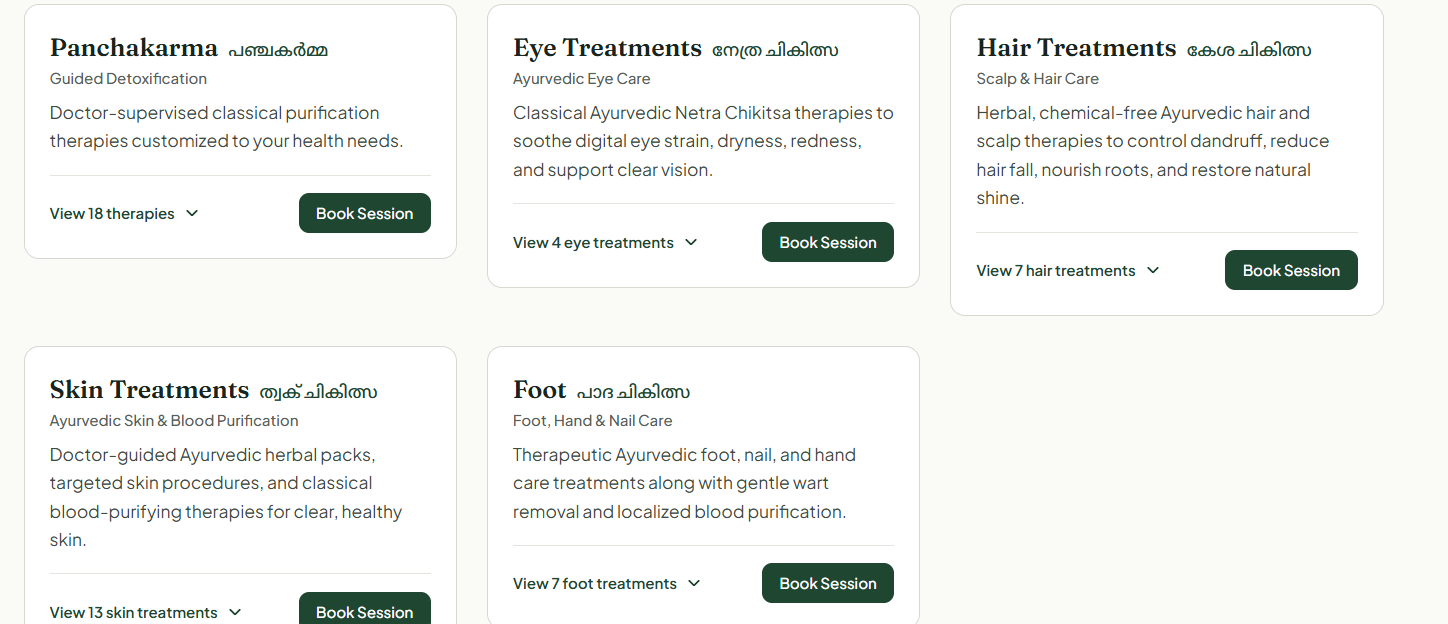 Panchakarma പഞ്ചകർമ്മ
Guided Detoxification
Doctor-supervised classical purification
therapies customized to your health needs.
View 18 therapies
Book Session
Eye Treatments നേത്ര ചികിത്സ
Ayurvedic Eye Care
Classical Ayurvedic Netra Chikitsa therapies to
soothe digital eye strain, dryness, redness,
and support clear vision.
View 4 eye treatments
Book Session
Hair Treatments കേശ ചികിത്സ
Scalp & Hair Care
Herbal, chemical-free Ayurvedic hair and
scalp therapies to control dandruff, reduce
hair fall, nourish roots, and restore natural
shine.
View 7 hair treatments
Book Session
Skin Treatments ത്വക് ചികിത്സ
Ayurvedic Skin & Blood Purification
Doctor-guided Ayurvedic herbal packs,
targeted skin procedures, and classical
blood-purifying therapies for clear, healthy
skin.
View 13 skin treatments
Book Session
Foot പാദ ചികിത്സ
Foot, Hand & Nail Care
Therapeutic Ayurvedic foot, nail, and hand
care treatments along with gentle wart
removal and localized blood purification.
View 7 foot treatments
Book Session